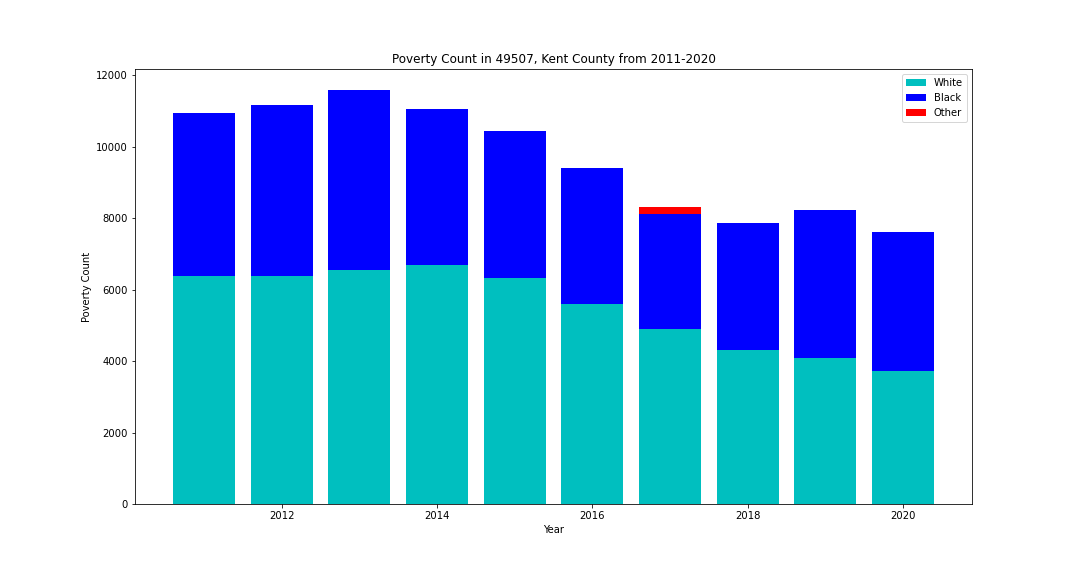 Poverty Count in 49507, Kent County from 2011-2020
White
Black
Other
12000
10000
8000
6000
4000
2000
0
Poverty Count
2012
2014
2016
2018
2020
Year